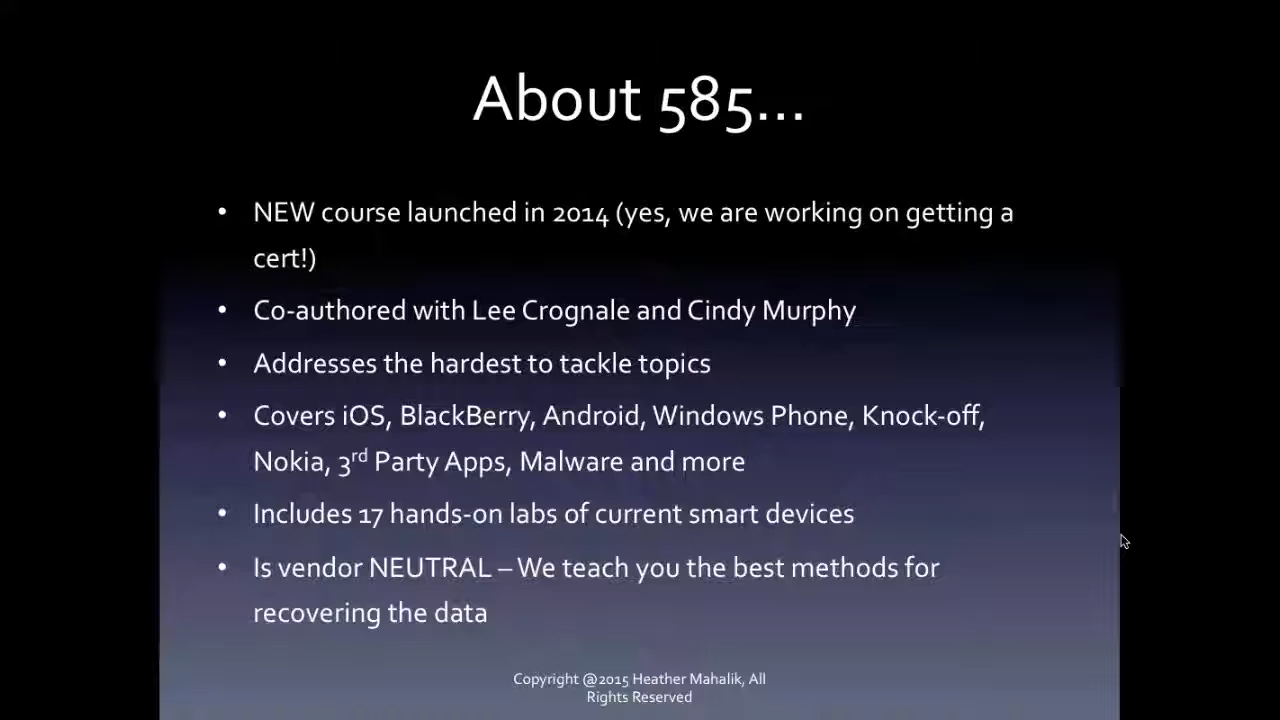 About 585...
• NEW course launched in 2014 (yes, we are working on getting a
cert!)
• Co-authored with Lee Crognale and Cindy Murphy
• Addresses the hardest to tackle topics
• Covers iOS, BlackBerry, Android, Windows Phone, Knock-off,
Nokia, 3rd Party Apps, Malware and more
• Includes 17 hands-on labs of current smart devices
• Is vendor NEUTRAL – We teach you the best methods for
recovering the data
Copyright @2015 Heather Mahalik, All
Rights Reserved